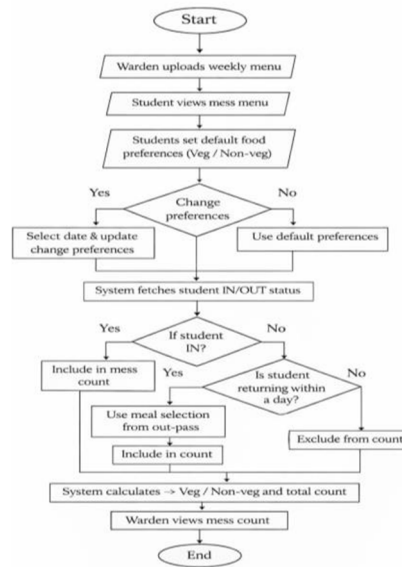 Start
Warden uploads weekly menu
Student views mess menu
Students set default food
preferences (Veg / Non-veg)
Yes
No
Change
preferences
Select date & update
change preferences
Use default preferences
System fetches student IN/OUT status
Yes
No
If student
IN?
Include in mess
count
Yes
Is student
returning within
a day?
No
Use meal selection
from out-pass
Include in count
Exclude from count
System calculates → Veg / Non-veg and total count
Warden views mess count
End